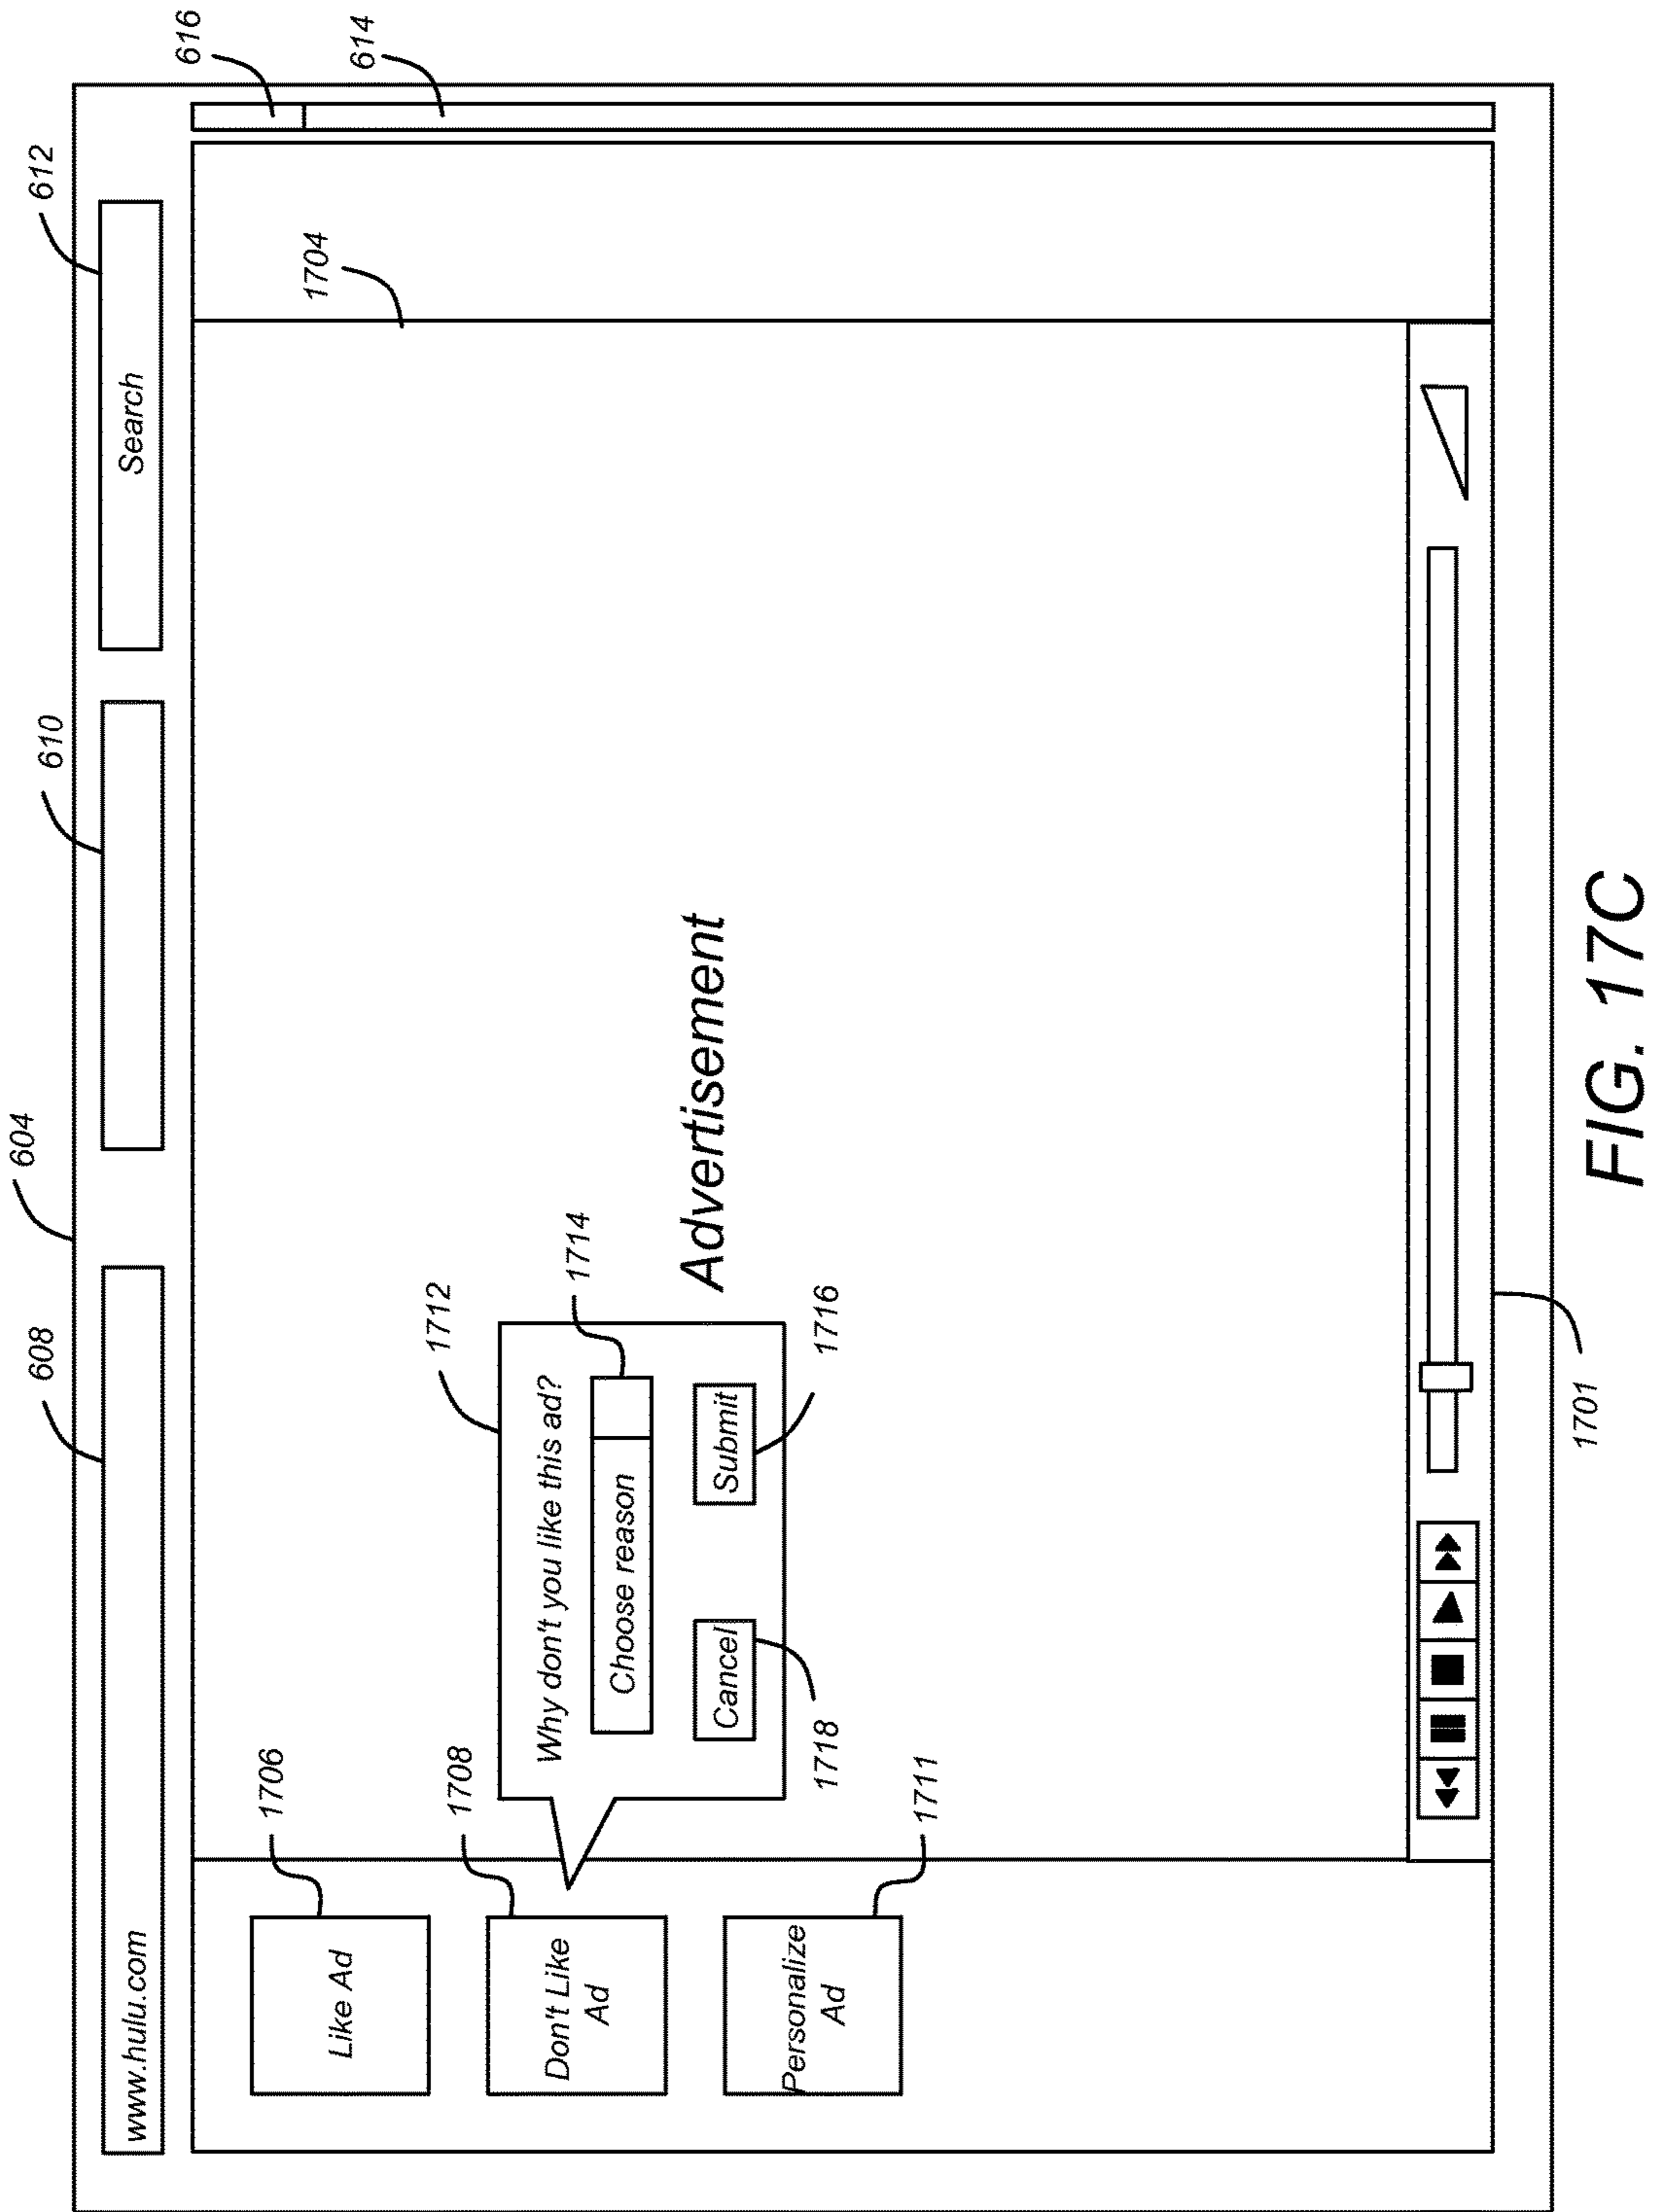 604
608
610
612
www.hulu.com
Search
616
614
1704
1706
Like Ad
1708
Don't Like
Ad
1711
Personalize
Ad
1712
Why don't you like this ad?
1714
Choose reason
Cancel
Submit
1718
1716
Advertisement
1701
FIG. 17C